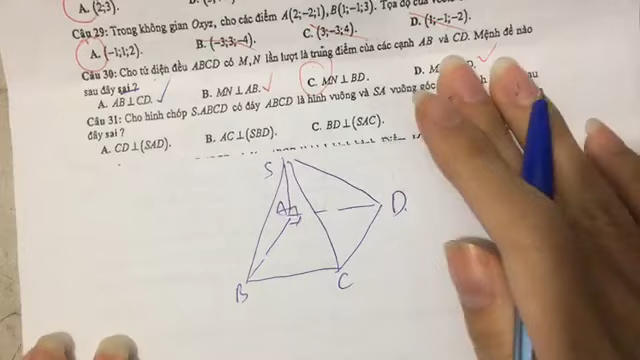 A. (2;3).
Câu 29: Trong không gian Oxyz, cho các điểm A(2;-2;1), B(1;-1;3). Tọa độ của
A. (-1;1;2). B. (-3;3;-4). C. (3;-3;4). D. (1;-1;-2).
Câu 30: Cho tứ diện đều ABCD có M, N lần lượt là trung điểm của các cạnh AB và CD. Mệnh đề nào
sau đây sai?
A. AB⊥CD. B. MN⊥AB. C. MN⊥BD. D.
Câu 31: Cho hình chóp S.ABCD có đáy ABCD là hình vuông và SA vuông góc
đây sai ?
A. CD⊥(SAD). B. AC⊥(SBD). C. BD⊥(SAC).
S
A
D.
B
C